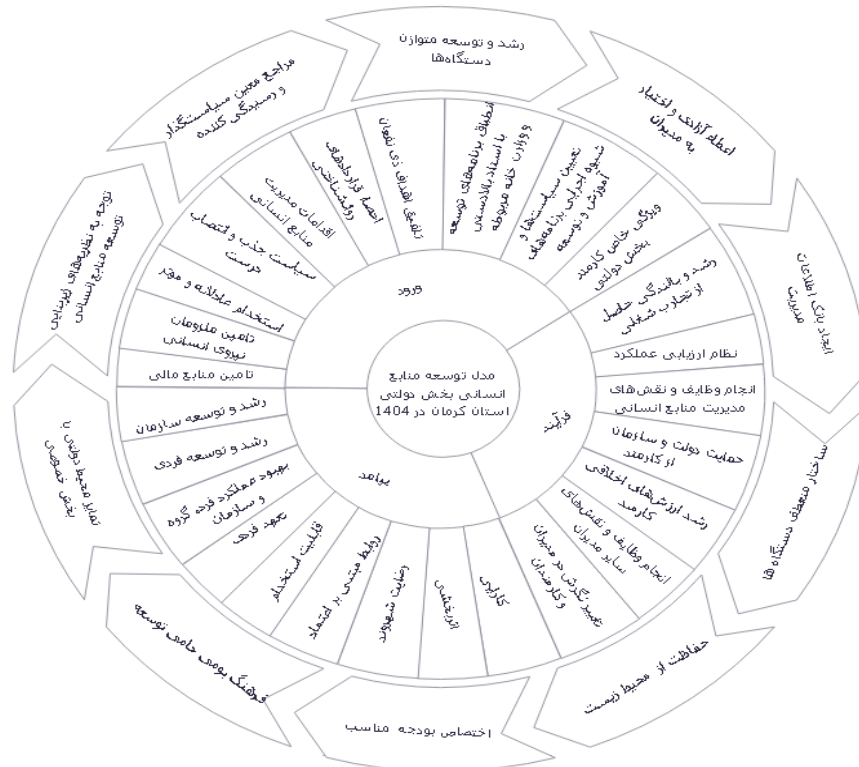 مدل توسعه منابع
انسانی بخش دولتی
استان کرمان در 1404
ورود
فرآیند
پیامد
رشد و توسعه متوازن
دستگاه‌ها
اعطاء آزادی و اختیار
به مدیران
ایجاد بانک اطلاعات
مدیریت
ساختار منعطف دستگاه ها
حفاظت از محیط زیست
اختصاص بودجه مناسب
فرهنگ بومی حامی توسعه
تمایز محیط دولتی با
بخش خصوصی
توجه به نظریه‌های زیربنایی
توسعه منابع انسانی
مراجع معین سیاستگذار
و رسیدگی کننده
تامین منابع مالی
تامین ملزومان
نیروی انسانی
استخدام عادلانه و موثر
سیاست جذب و انتصاب
درست
اقدامات مدیریت
منابع انسانی
احصاء قراردادهای
روانشناختی
تلفیق اهداف ذی نفعان
انطباق برنامه‌های توسعه
با اسناد بالادستی
و وزارن خانه مربوطه
تعیین سیاست‌ها و
شیوه اجرایی برنامه‌های
آموزش و توسعه
ویژگی خاص کارمند
بخش دولتی
رشد و بالندگی حاصل
از تجارب شغلی
نظام ارزیابی عملکرد
انجام وظایف و نقش‌های
مدیریت منابع انسانی
حمایت دولت و سازمان
از کارمند
رشد ارزش‌های اخلاقی
کارمند
انجام وظایف و نقش‌های
سایر مدیران
تغییر نگرش در مدیران
و کارمندان
کارایی
اثربخشی
رضایت شهروند
روابط مبتنی بر اعتماد
قابلیت استخدام
تعهد فردی
بهبود عملکرد فرد، گروه
و سازمان
رشد و توسعه فردی
رشد و توسعه سازمان